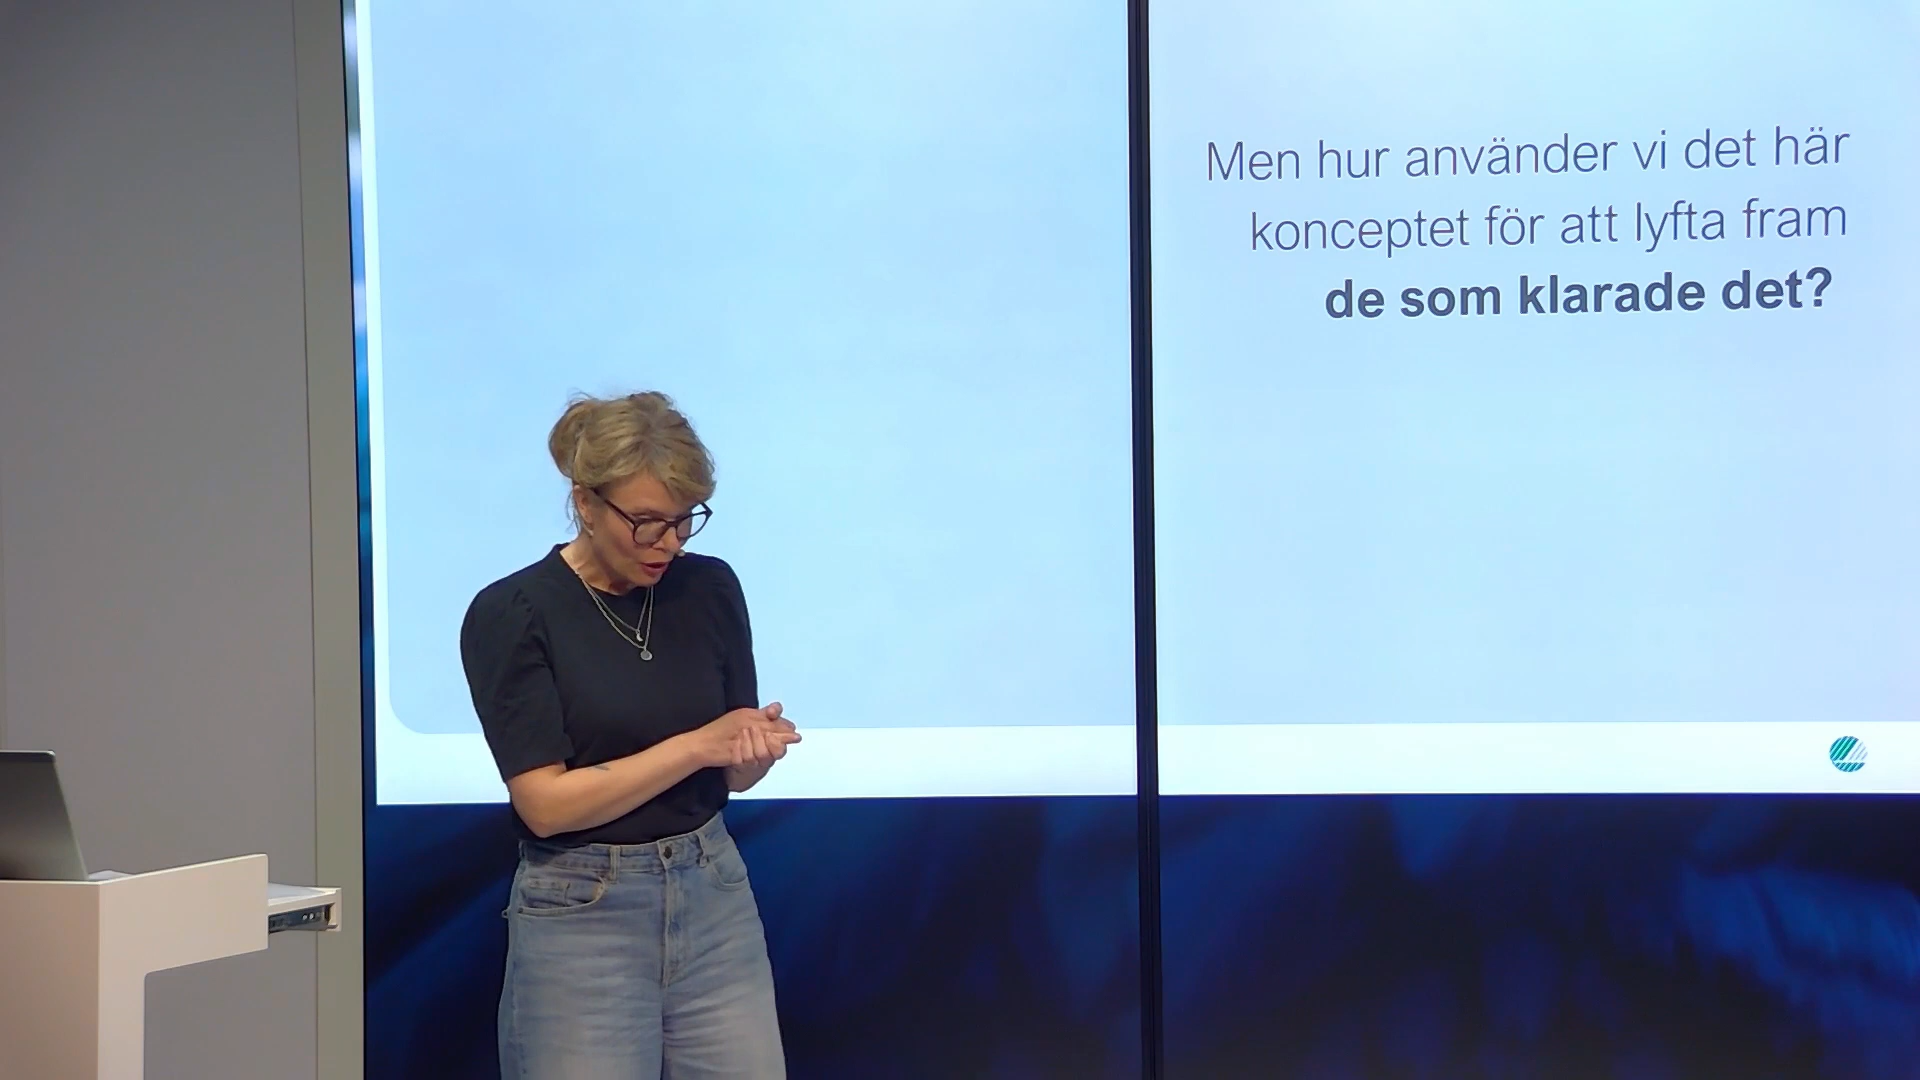 Men hur använder vi det här
konceptet för att lyfta fram
de som klarade det?